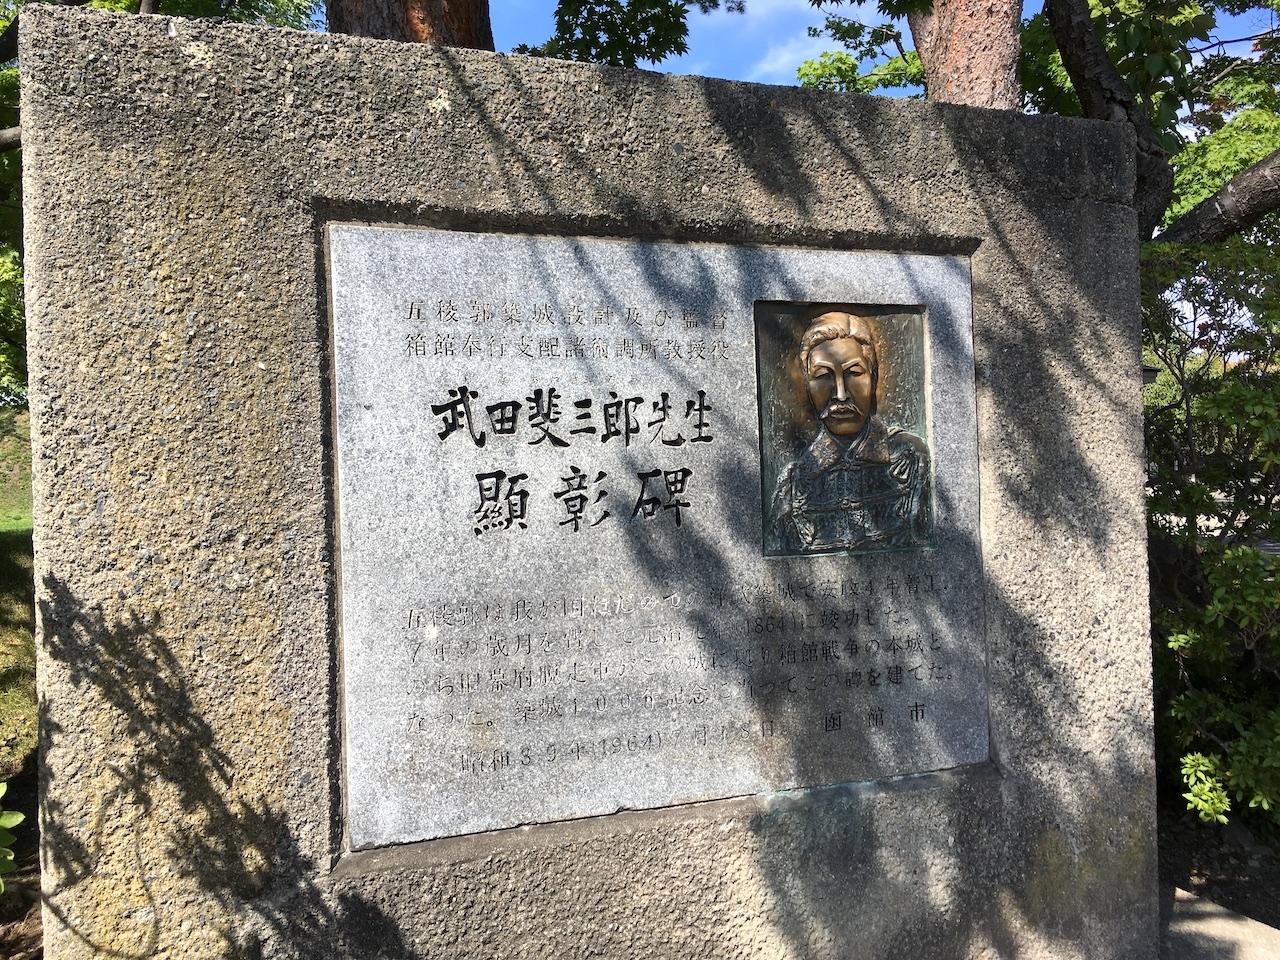 五稜郭築城設計及び監督
箱館奉行支配諸術調所教授役
武田斐三郎先生
顯彰碑
五稜郭は我が国はじめての洋式築城で安政4年着工.
7年の歳月を費して元治元年(1864)に竣功した。
のち旧幕府脱走軍がこの城に拠り箱館戦争の本城と
なった。築城100年記念に当ってこの碑を建てた。
昭和39年(1964)7月18日 函館市